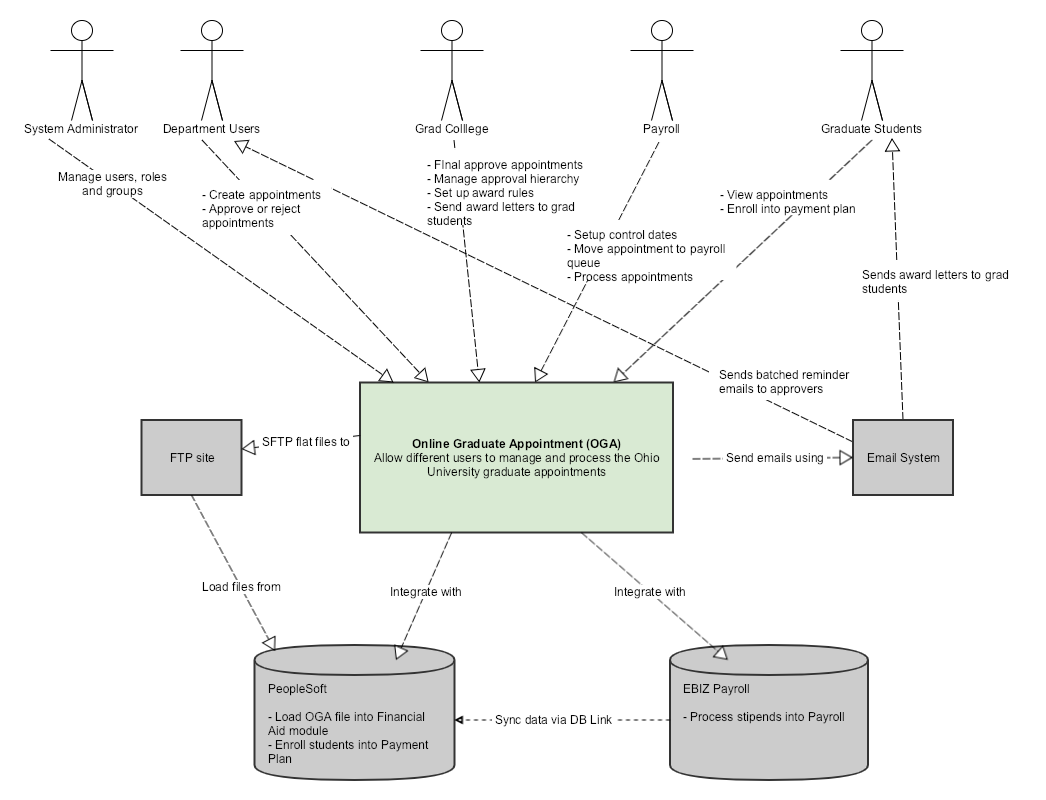 System Administrator
Department Users
Grad Colllege
Payroll
Graduate Students
Manage users, roles
and groups
- Create appointments
- Approve or reject
appointments
- FInal approve appointments
- Manage approval hierarchy
- Set up award rules
- Send award letters to grad
students
- Setup control dates
- Move appointment to payroll
queue
- Process appointments
- View appointments
- Enroll into payment plan
Sends award letters to grad
students
Sends batched reminder
emails to approvers
FTP site
SFTP flat files to
Online Graduate Appointment (OGA)
Allow different users to manage and process the Ohio
University graduate appointments
Send emails using
Email System
Load files from
Integrate with
Integrate with
PeopleSoft
- Load OGA file into Financial
Aid module
- Enroll students into Payment
Plan
Sync data via DB Link
EBIZ Payroll
- Process stipends into Payroll